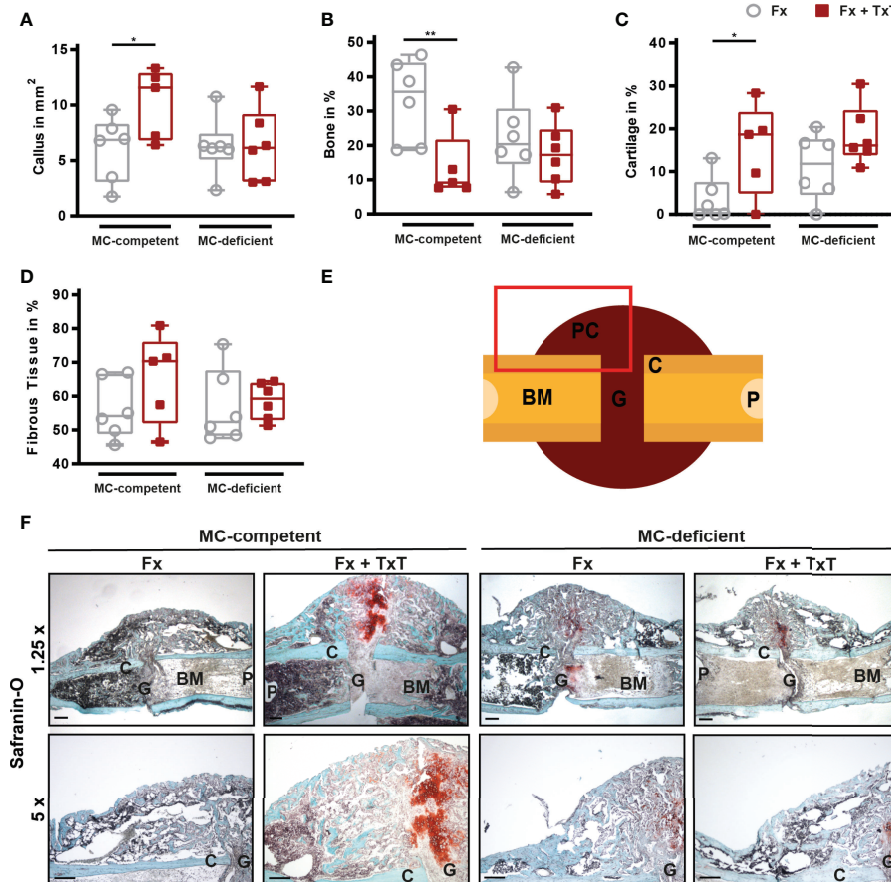 A
B
C
Fx
Fx + TxT
Callus in mm²
15
10
5
0
*
MC-competent
MC-deficient
Bone in %
50
40
30
20
10
0
**
MC-competent
MC-deficient
Cartilage in %
40
30
20
10
0
*
MC-competent
MC-deficient
D
E
Fibrous Tissue in %
90
80
70
60
50
40
MC-competent
MC-deficient
PC
C
BM
G
P
F
MC-competent
MC-deficient
Fx
Fx + TxT
Fx
Fx + TxT
Safranin-O
1.25 x
C
G
BM
P
C
P
G
BM
C
G
BM
P
C
G
BM
5 x
C
G
C
G
C
G
C
G